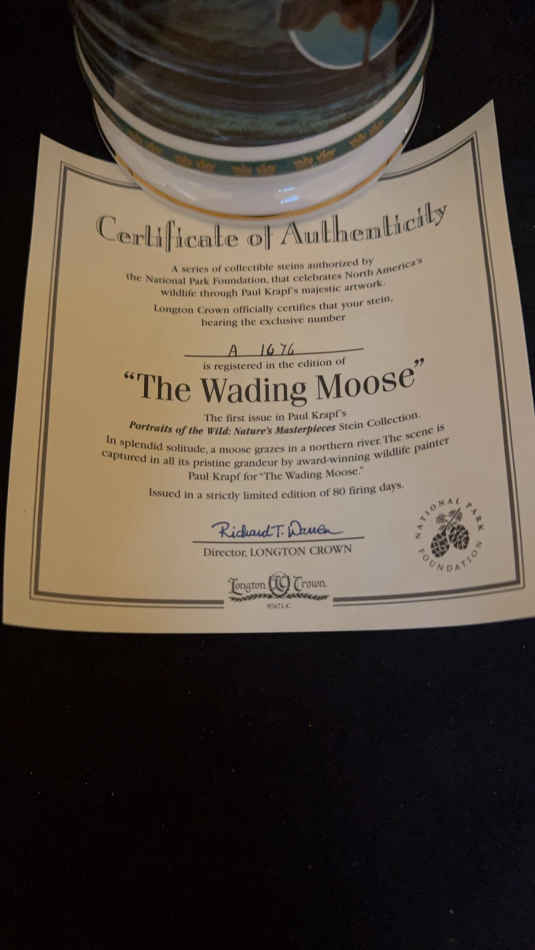 Certificate of Authenticity
A series of collectible steins authorized by
the National Park Foundation, that celebrates North America's
wildlife through Paul Krapf's majestic artwork.
Longton Crown officially certifies that your stein,
bearing the exclusive number
A 1676
is registered in the edition of
“The Wading Moose”
The first issue in Paul Krapf's
Portraits of the Wild: Nature's Masterpieces Stein Collection.
In splendid solitude, a moose grazes in a northern river. The scene is
captured in all its pristine grandeur by award-winning wildlife painter
Paul Krapf for “The Wading Moose.”
Issued in a strictly limited edition of 80 firing days.
Richard T. Warren
Director, LONGTON CROWN
NATIONAL PARK
FOUNDATION
Longton LC Crown